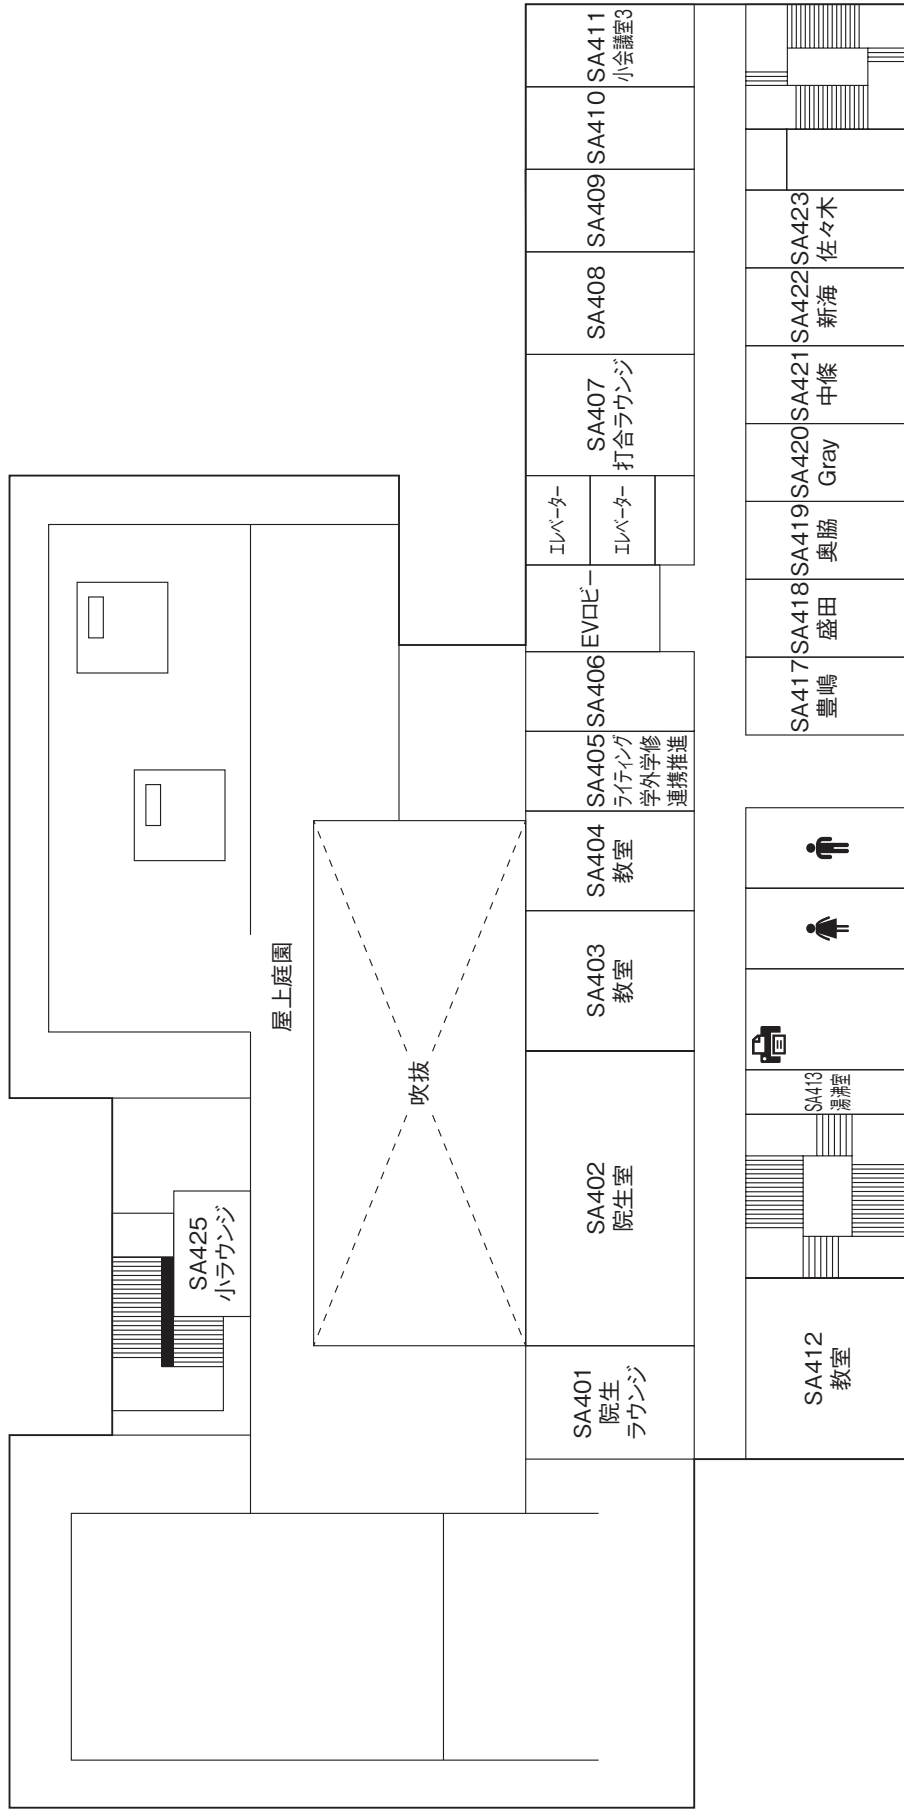 SA425
小ラウンジ
屋上庭園
吹抜
SA401
院生
ラウンジ
SA402
院生室
SA403
教室
SA404
教室
SA405
ライティング
学外学修
連携推進
SA406
EVロビー
エレベーター
エレベーター
SA407
打合ラウンジ
SA408
SA409
SA410
SA411
小会議室3
SA412
教室
SA413
湯沸室
SA417
豊嶋
SA418
盛田
SA419
奥脇
SA420
Gray
SA421
中條
SA422
新海
SA423
佐々木